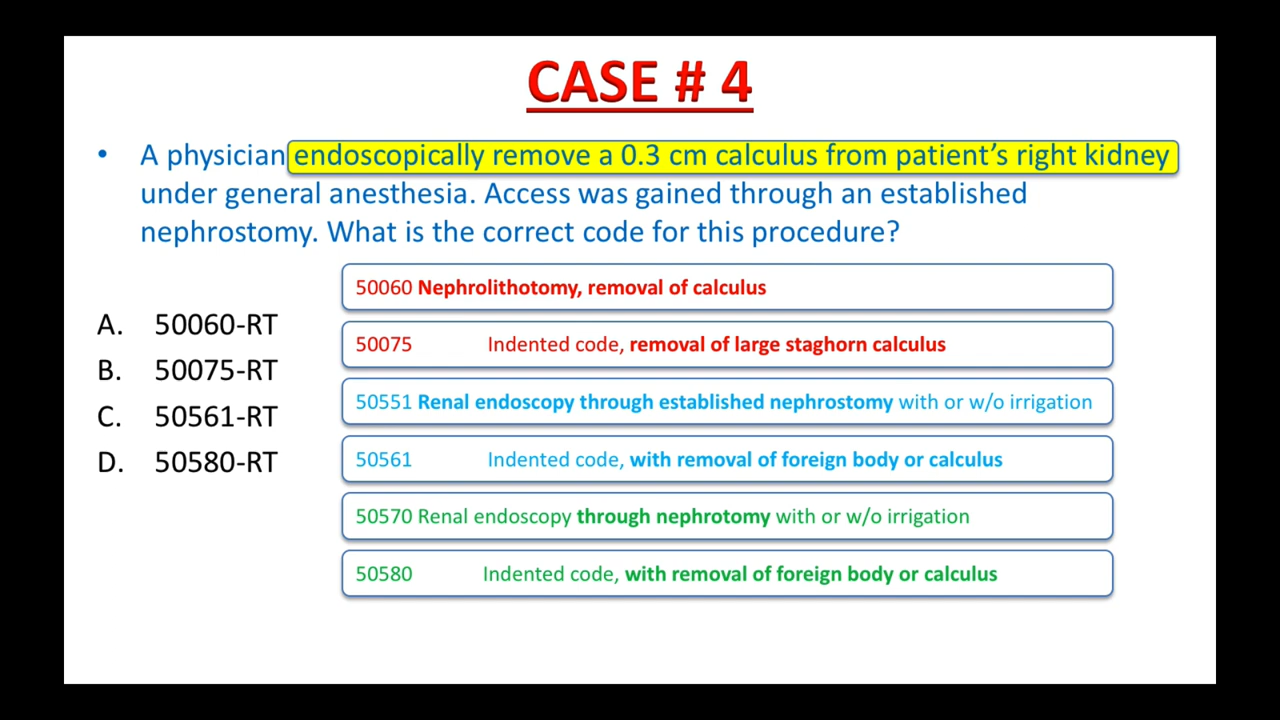 CASE # 4
• A physician endoscopically remove a 0.3 cm calculus from patient’s right kidney
under general anesthesia. Access was gained through an established
nephrostomy. What is the correct code for this procedure?
A. 50060-RT
B. 50075-RT
C. 50561-RT
D. 50580-RT
50060 Nephrolithotomy, removal of calculus
50075 Indented code, removal of large staghorn calculus
50551 Renal endoscopy through established nephrostomy with or w/o irrigation
50561 Indented code, with removal of foreign body or calculus
50570 Renal endoscopy through nephrotomy with or w/o irrigation
50580 Indented code, with removal of foreign body or calculus